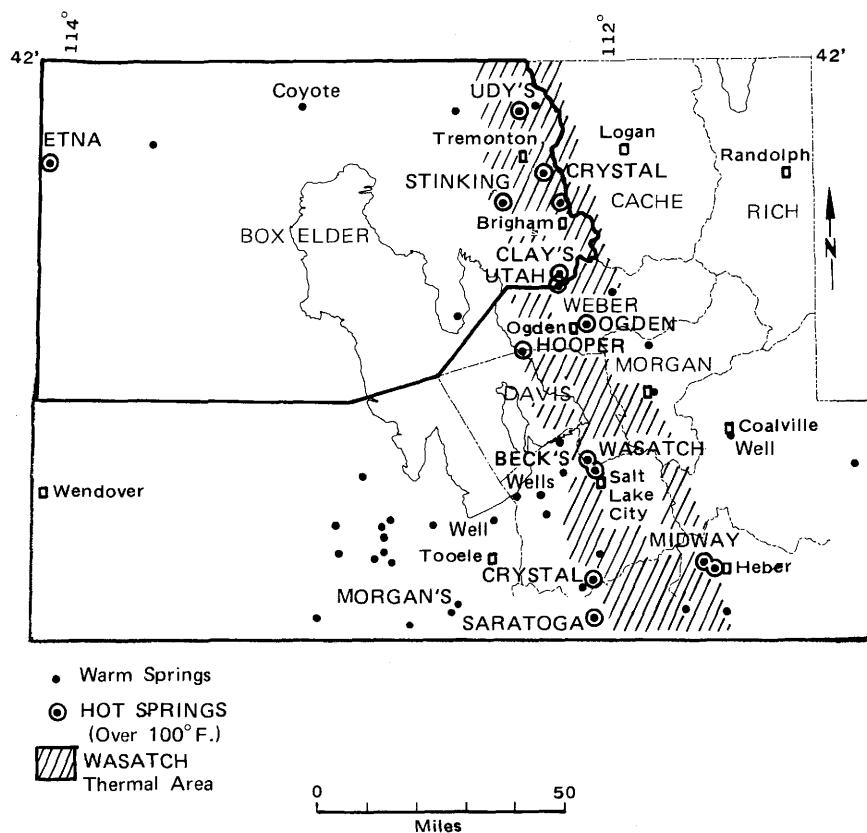 114°
112°
42'
42'
Coyote
UDY'S
ETNA
Tremonton
Logan
Randolph
STINKING
CRYSTAL
CACHE
RICH
Brigham
BOX ELDER
N
CLAY'S
UTAH
WEBER
Ogden
OGDEN
HOOPER
MORGAN
DAVIS
Coalville
Well
BECK'S
WASATCH
Wells
Salt
Lake
City
Wendover
Well
MIDWAY
Tooele
Heber
CRYSTAL
MORGAN'S
SARATOGA
Warm Springs
HOT SPRINGS
(Over 100°F.)
WASATCH
Thermal Area
0 50
Miles